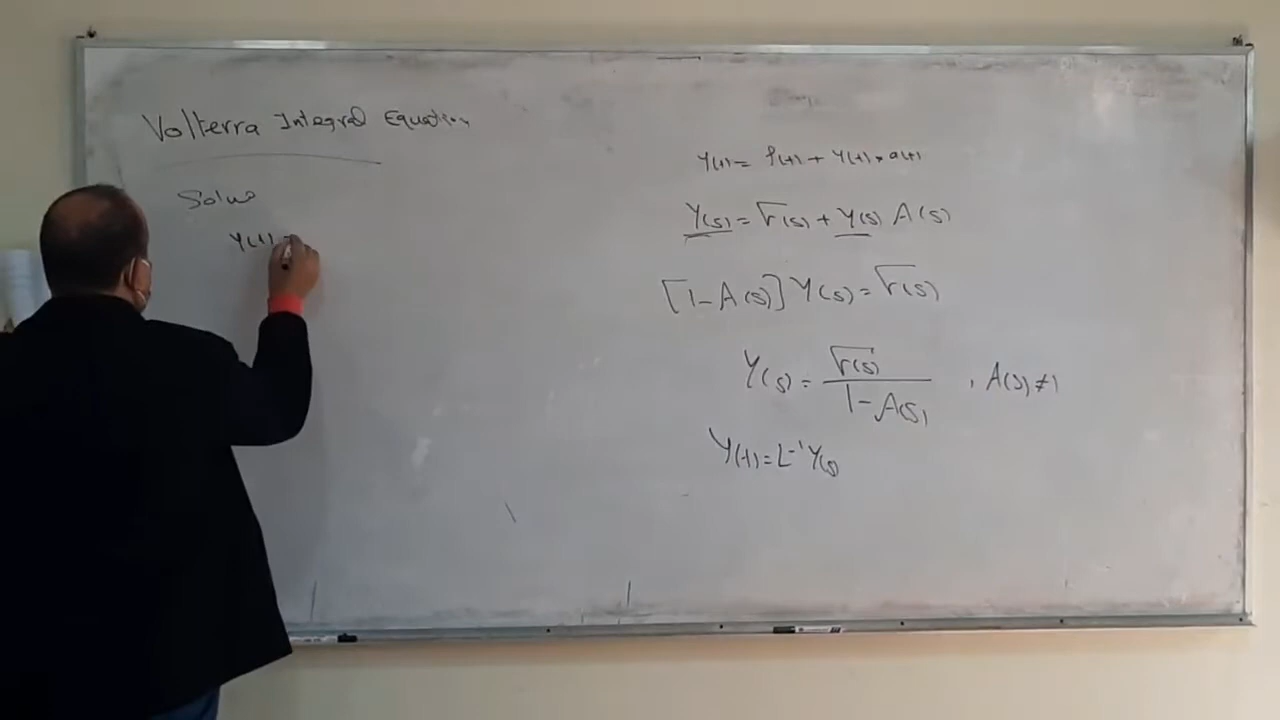 Volterra Integral Equation
Solve
y(t) =
y(t) = f(t) + y(t) * a(t)
Y(s) = F(s) + Y(s) A(s)
[1 - A(s)] Y(s) = F(s)
Y(s) = F(s) / 1 - A(s) , A(s) ≠ 1
y(t) = L⁻¹ Y(s)